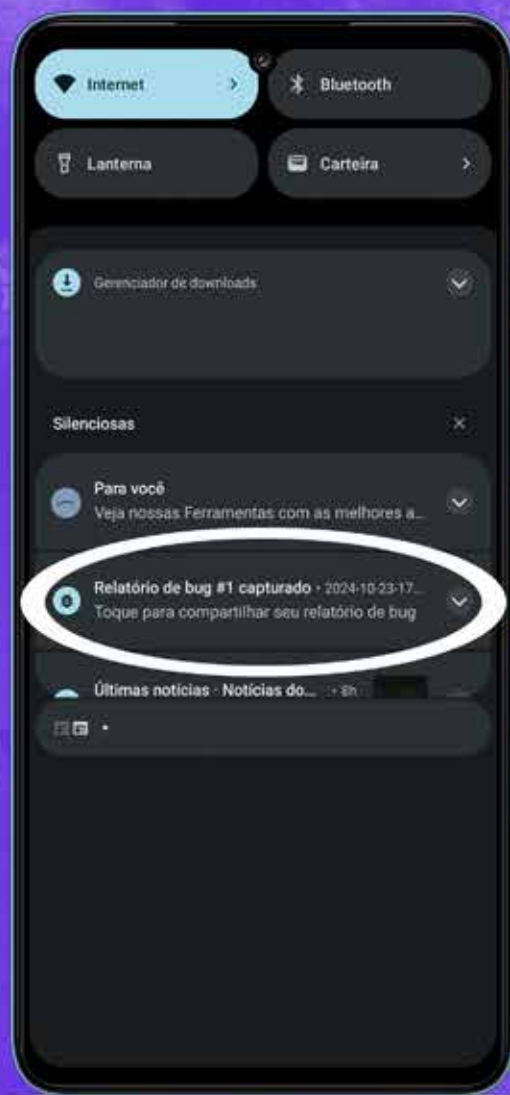 Internet
Bluetooth
Lanterna
Carteira
Gerenciador de downloads
Silenciosas
Para você
Veja nossas Ferramentas com as melhores a...
Relatório de bug #1 capturado · 2024-10-23-17...
Toque para compartilhar seu relatório de bug
Últimas notícias · Notícias do... · 8h